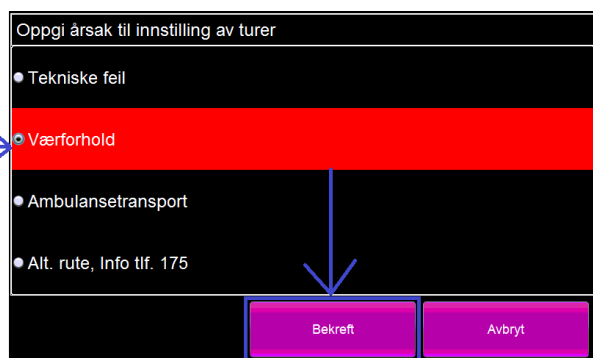 Oppgi årsak til innstilling av turer
Tekniske feil
Værforhold
Ambulansetransport
Alt. rute, Info tlf. 175
Bekreft
Avbryt